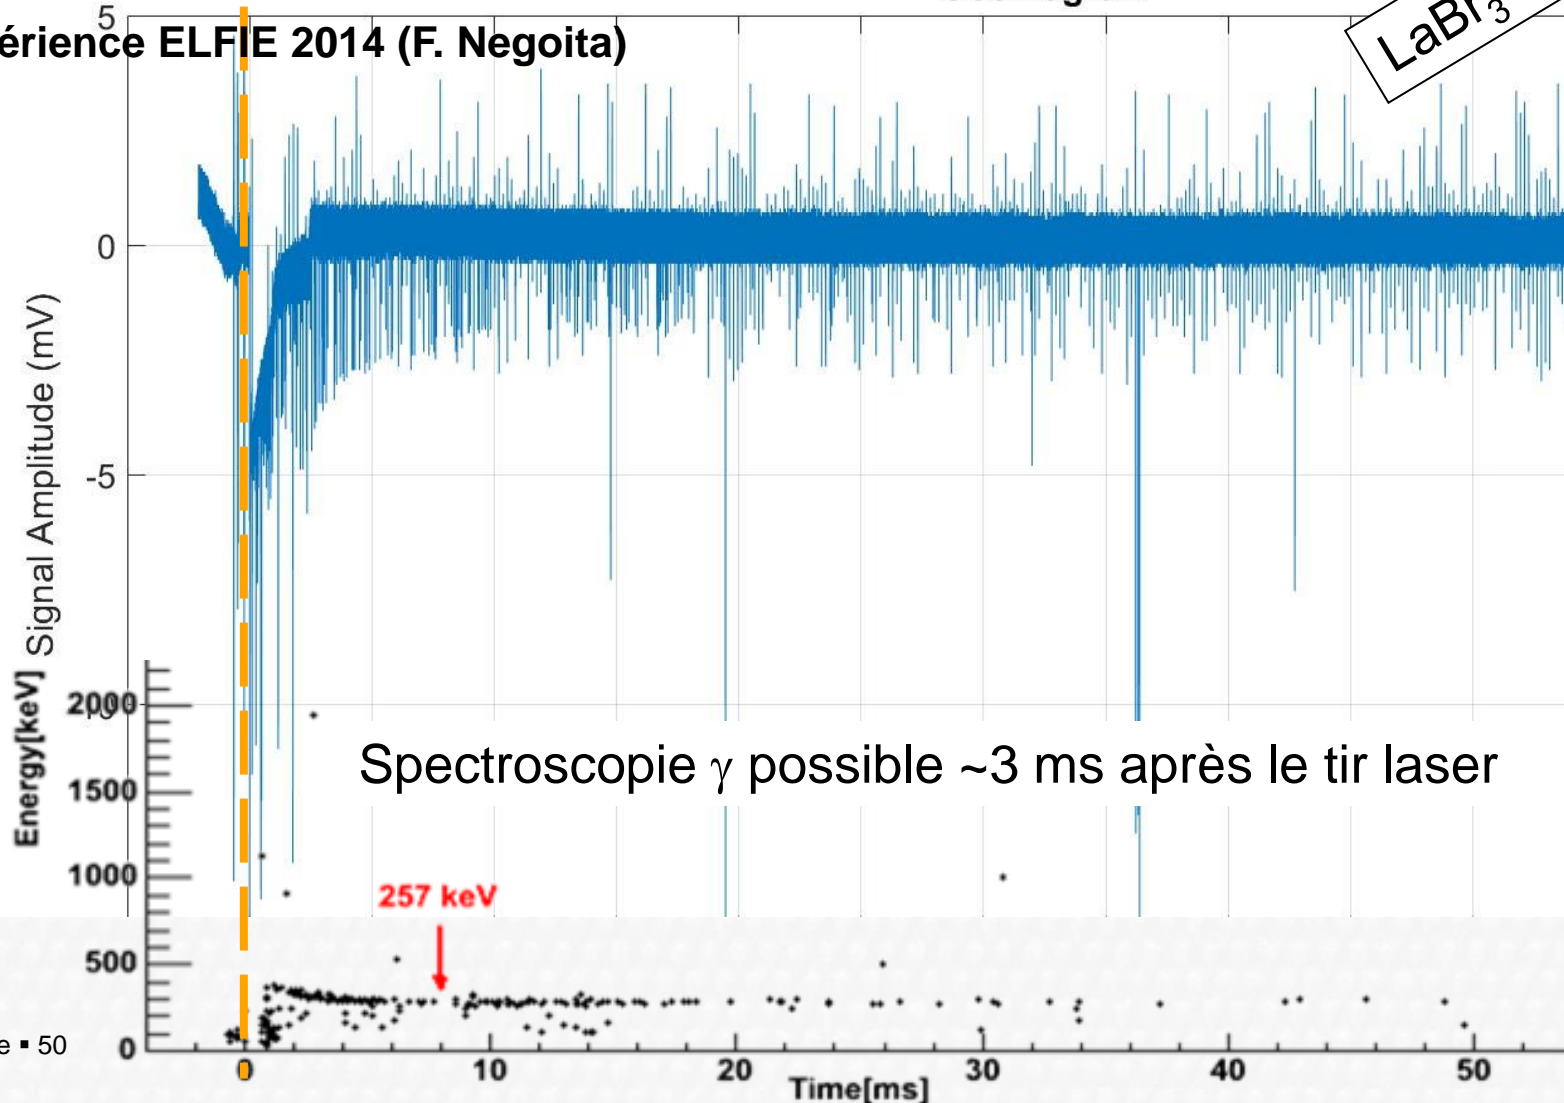 érience ELFIE 2014 (F. Negoita)
LaBr3
5
0
-5
Signal Amplitude (mV)
Energy[keV]
2000
1500
1000
500
0
Spectroscopie γ possible ~3 ms après le tir laser
257 keV
e ▪ 50
0 10 20 30 40 50
Time[ms]